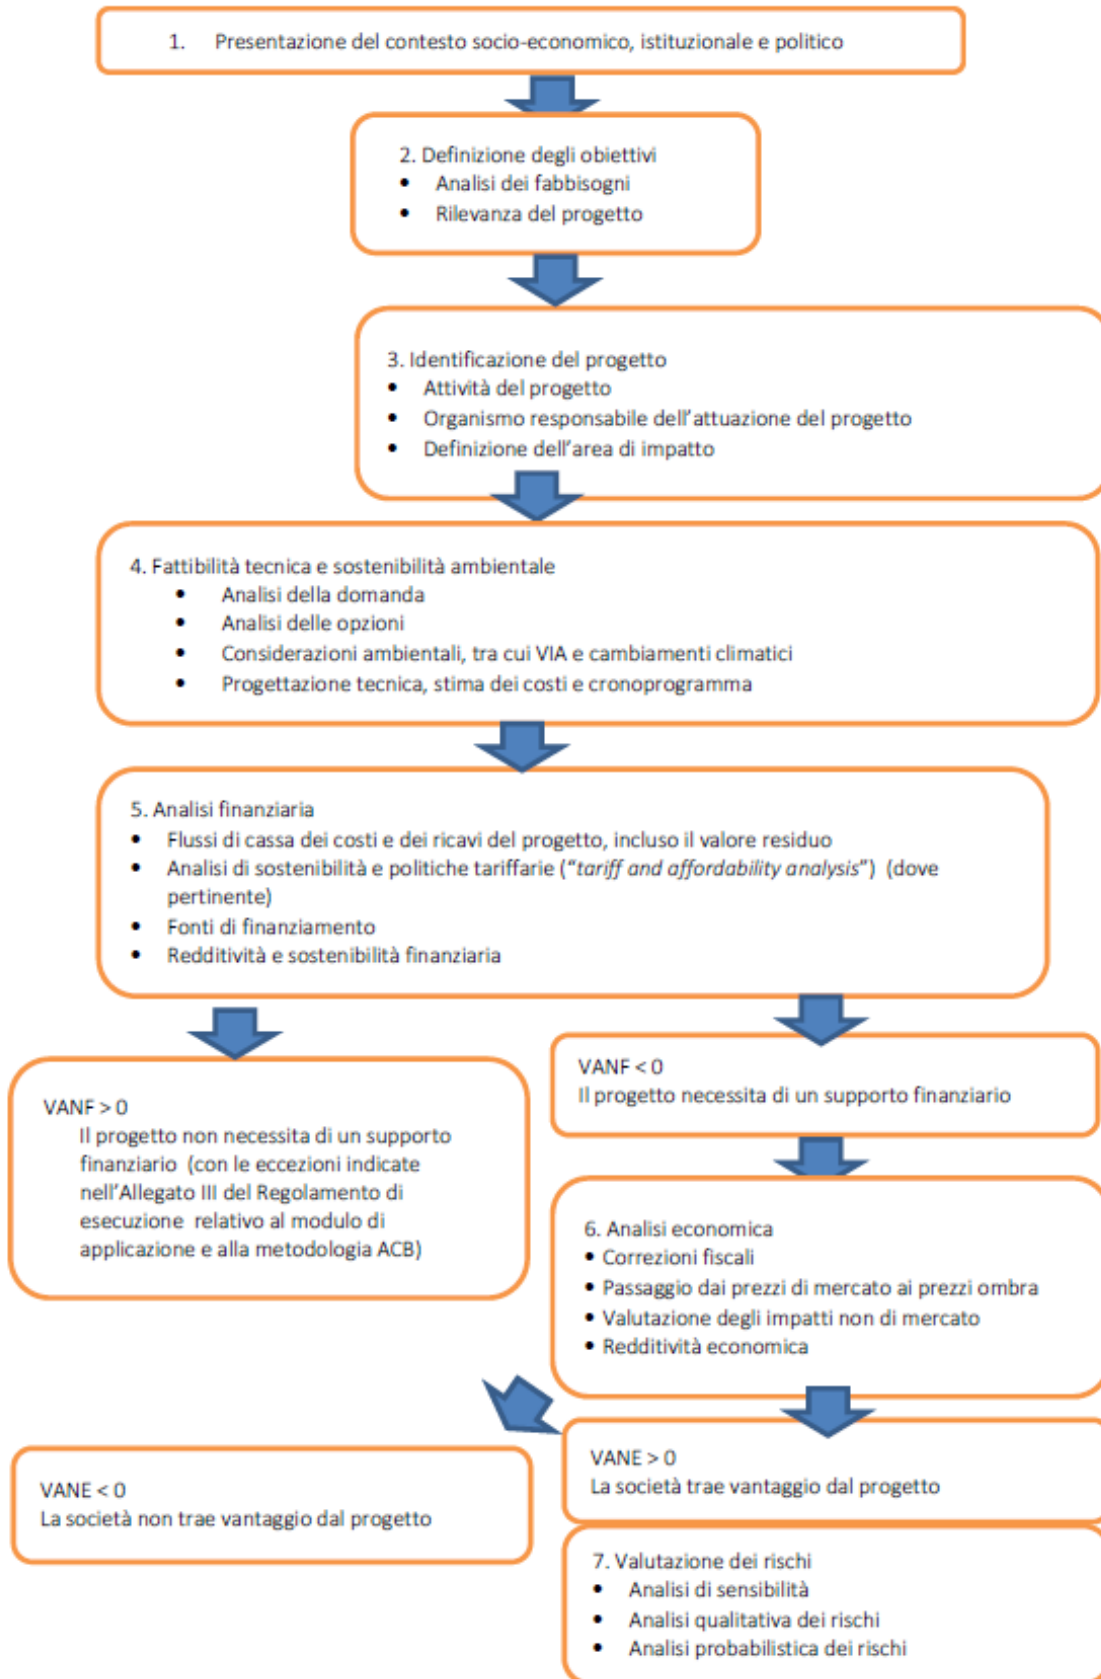 1. Presentazione del contesto socio-economico, istituzionale e politico
2. Definizione degli obiettivi
• Analisi dei fabbisogni
• Rilevanza del progetto
3. Identificazione del progetto
• Attività del progetto
• Organismo responsabile dell'attuazione del progetto
• Definizione dell'area di impatto
4. Fattibilità tecnica e sostenibilità ambientale
• Analisi della domanda
• Analisi delle opzioni
• Considerazioni ambientali, tra cui VIA e cambiamenti climatici
• Progettazione tecnica, stima dei costi e cronoprogramma
5. Analisi finanziaria
• Flussi di cassa dei costi e dei ricavi del progetto, incluso il valore residuo
• Analisi di sostenibilità e politiche tariffarie ("tariff and affordability analysis") (dove
pertinente)
• Fonti di finanziamento
• Redditività e sostenibilità finanziaria
VANF > 0
Il progetto non necessita di un supporto
finanziario (con le eccezioni indicate
nell'Allegato III del Regolamento di
esecuzione relativo al modulo di
applicazione e alla metodologia ACB)
VANF < 0
Il progetto necessita di un supporto finanziario
6. Analisi economica
• Correzioni fiscali
• Passaggio dai prezzi di mercato ai prezzi ombra
• Valutazione degli impatti non di mercato
• Redditività economica
VANE < 0
La società non trae vantaggio dal progetto
VANE > 0
La società trae vantaggio dal progetto
7. Valutazione dei rischi
• Analisi di sensibilità
• Analisi qualitativa dei rischi
• Analisi probabilistica dei rischi